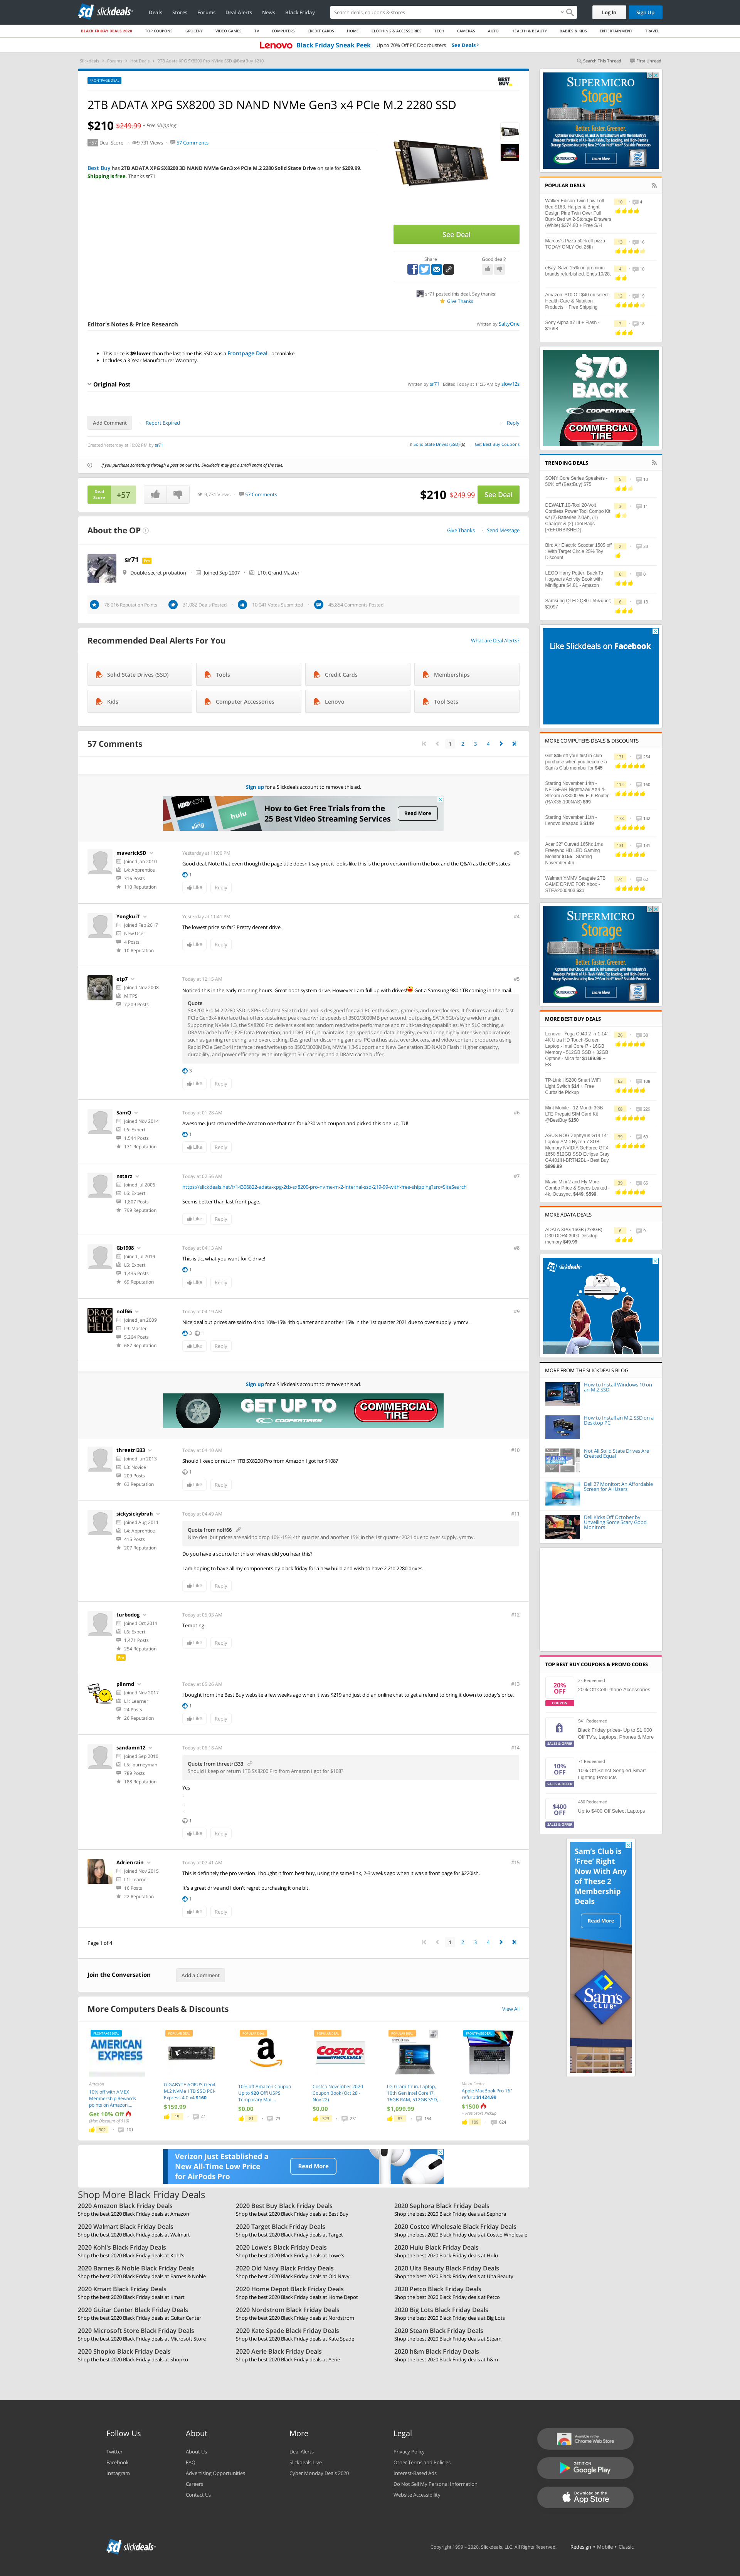 slickdeals
Deals Stores Forums Deal Alerts News Black Friday
Search deals, coupons & stores
Log In Sign Up
BLACK FRIDAY DEALS 2020 TOP COUPONS GROCERY VIDEO GAMES TV COMPUTERS CREDIT CARDS HOME CLOTHING & ACCESSORIES TECH CAMERAS AUTO HEALTH & BEAUTY BABIES & KIDS ENTERTAINMENT TRAVEL
Lenovo Black Friday Sneak Peek Up to 70% Off PC Doorbusters See Deals
Search This Thread First Unread
FRONTPAGE DEAL
BEST BUY
2TB ADATA XPG SX8200 3D NAND NVMe Gen3 x4 PCIe M.2 2280 SSD
$210 $249.99 + Free Shipping
+57 Deal Score 9,731 Views 57 Comments
Best Buy has 2TB ADATA XPG SX8200 3D NAND NVMe Gen3 x4 PCIe M.2 2280 Solid State Drive on sale for $209.99.
Shipping is free. Thanks sr71
See Deal
Share Good deal?
sr71 posted this deal. Say thanks!
Give Thanks
Editor's Notes & Price Research Written by SaltyOne
This price is $9 lower than the last time this SSD was a Frontpage Deal. -oceanlake
Includes a 3-Year Manufacturer Warranty.
Original Post Written by sr71 Edited Today at 11:35 AM by slow12s
Add Comment Report Expired Reply
Created Yesterday at 10:02 PM by sr71 in Solid State Drives (SSD) (6) Get Best Buy Coupons
If you purchase something through a post on our site, Slickdeals may get a small share of the sale.
Deal Score +57 9,731 Views 57 Comments $210 $249.99 See Deal
About the OP Give Thanks Send Message
sr71 Pro
Double secret probation Joined Sep 2007 L10: Grand Master
78,016 Reputation Points 31,082 Deals Posted 10,041 Votes Submitted 45,854 Comments Posted
Recommended Deal Alerts For You What are Deal Alerts?
Solid State Drives (SSD) Tools Credit Cards Memberships
Kids Computer Accessories Lenovo Tool Sets
57 Comments 1 2 3 4
Sign up for a Slickdeals account to remove this ad.
HBO NOW hulu How to Get Free Trials from the 25 Best Video Streaming Services Read More
maverickSD Yesterday at 11:00 PM #3
Joined Jan 2010
L4: Apprentice
316 Posts
110 Reputation
Good deal. Note that even though the page title doesn't say pro, it looks like this is the pro version (from the box and the Q&A) as the OP states
1
Like Reply
YongkuiT Yesterday at 11:41 PM #4
Joined Feb 2017
New User
4 Posts
10 Reputation
The lowest price so far? Pretty decent drive.
Like Reply
etp7 Today at 12:15 AM #5
Joined Nov 2008
MITPS
7,209 Posts
Noticed this in the early morning hours. Great boot system drive. However I am full up with drives! Got a Samsung 980 1TB coming in the mail.
Quote
SX8200 Pro M.2 2280 SSD is XPG's fastest SSD to date and is designed for avid PC enthusiasts, gamers, and overclockers. It features an ultra-fast PCIe Gen3x4 interface that offers sustained peak read/write speeds of 3500/3000MB per second, outpacing SATA 6Gb/s by a wide margin. Supporting NVMe 1.3, the SX8200 Pro delivers excellent random read/write performance and multi-tasking capabilities. With SLC caching, a DRAM cache buffer, E2E Data Protection, and LDPC ECC, it maintains high speeds and data integrity even during data-intensive applications such as gaming rendering, and overclocking. Designed for discerning gamers, PC enthusiasts, overclockers, and video/graphic producers using Rapid PCIe Gen3x4 Interface : read/write up to 3500/3000MB/s, NVMe 1.3-Support and New Generation 3D NAND Flash : Higher capacity, durability, and power efficiency. With Intelligent SLC caching and a DRAM cache buffer,
3
Like Reply
SamQ Today at 01:28 AM #6
Joined Nov 2014
L6: Expert
1,544 Posts
171 Reputation
Awesome. Just returned the Amazon one that ran for $230 with coupon and picked this one up, TU!
1
Like Reply
nstarz Today at 02:56 AM #7
Joined Jul 2005
L6: Expert
1,887 Posts
799 Reputation
https://slickdeals.net/f/14306822-adata-xpg-2tb-sx8200-pro-nvme-m-2-internal-ssd-219-99-with-free-shipping?src=SiteSearch
Seems better than last front page.
Like Reply
Gb1908 Today at 04:13 AM #8
Joined Jul 2019
L6: Expert
1,435 Posts
69 Reputation
This is tlc, what you want for C drive!
1
Like Reply
nolf66 Today at 04:19 AM #9
Joined Jan 2009
L9: Master
5,264 Posts
687 Reputation
DRAG ME TO HELL
Nice deal but prices are said to drop 10%-15% 4th quarter and another 15% in the 1st quarter 2021 due to over supply. ymmv.
3 1
Like Reply
Sign up for a Slickdeals account to remove this ad.
GET UP TO COOPERTIRES COMMERCIAL TIRE
threetri333 Today at 04:40 AM #10
Joined Jun 2013
L3: Novice
209 Posts
63 Reputation
Should I keep or return 1TB SX8200 Pro from Amazon I got for $108?
1
Like Reply
sickysickybrah Today at 04:49 AM #11
Joined Aug 2011
L4: Apprentice
415 Posts
207 Reputation
Quote from nolf66
Nice deal but prices are said to drop 10%-15% 4th quarter and another 15% in the 1st quarter 2021 due to over supply. ymmv.
Do you have a source for this or where did you hear this?
I am hoping to have all my components by black friday for a new build and wish to have 2 2tb 2280 drives.
Like Reply
turbodog Today at 05:05 AM #12
Joined Oct 2011
L6: Expert
1,471 Posts
254 Reputation
Pro
Tempting.
Like Reply
plinmd Today at 05:26 AM #13
Joined Nov 2017
L1: Learner
24 Posts
26 Reputation
I bought from the Best Buy website a few weeks ago when it was $219 and just did an online chat to get a refund to bring it down to today's price.
1
Like Reply
sandamn12 Today at 06:18 AM #14
Joined Sep 2010
L5: Journeyman
789 Posts
188 Reputation
Quote from threetri333
Should I keep or return 1TB SX8200 Pro from Amazon I got for $108?
Yes
.
.
.
1
Like Reply
Adrienrain Today at 07:41 AM #15
Joined Nov 2015
L1: Learner
16 Posts
22 Reputation
This is definitely the pro version. I bought it from best buy, using the same link, 2-3 weeks ago when it was a front page for $220ish.
It's a great drive and I don't regret purchasing it one bit.
1
Like Reply
Page 1 of 4 1 2 3 4
Join the Conversation Add a Comment
More Computers Deals & Discounts View All
FRONTPAGE DEAL
AMERICAN EXPRESS
Amazon
10% off with AMEX Membership Rewards points on Amazon...
Get 10% Off
352 101
GIGABYTE AORUS Gen4 M.2 NVMe 1TB SSD PCI-Express 4.0 x4 $160
$159.99
15 41
10% off Amazon Coupon Up to $20 Off USPS Temporary Mail...
$0.00
81 73
COSTCO WHOLESALE
Costco November 2020 Coupon Book (Oct 28 - Nov 22)
$0.00
323 231
LG Gram 17 in. Laptop, 10th Gen Intel Core i7, 16GB RAM, 512GB SSD,...
$1,099.99
83 154
Micro Center
Apple MacBook Pro 16" refurb $1424.99
$1500
109 624
Verizon Just Established a New All-Time Low Price for AirPods Pro Read More
Shop More Black Friday Deals
2020 Amazon Black Friday Deals
Shop the best 2020 Black Friday deals at Amazon
2020 Best Buy Black Friday Deals
Shop the best 2020 Black Friday deals at Best Buy
2020 Sephora Black Friday Deals
Shop the best 2020 Black Friday deals at Sephora
2020 Walmart Black Friday Deals
Shop the best 2020 Black Friday deals at Walmart
2020 Target Black Friday Deals
Shop the best 2020 Black Friday deals at Target
2020 Costco Wholesale Black Friday Deals
Shop the best 2020 Black Friday deals at Costco Wholesale
2020 Kohl's Black Friday Deals
Shop the best 2020 Black Friday deals at Kohl's
2020 Lowe's Black Friday Deals
Shop the best 2020 Black Friday deals at Lowe's
2020 Hulu Black Friday Deals
Shop the best 2020 Black Friday deals at Hulu
2020 Barnes & Noble Black Friday Deals
Shop the best 2020 Black Friday deals at Barnes & Noble
2020 Old Navy Black Friday Deals
Shop the best 2020 Black Friday deals at Old Navy
2020 Ulta Beauty Black Friday Deals
Shop the best 2020 Black Friday deals at Ulta Beauty
2020 Kmart Black Friday Deals
Shop the best 2020 Black Friday deals at Kmart
2020 Home Depot Black Friday Deals
Shop the best 2020 Black Friday deals at Home Depot
2020 Petco Black Friday Deals
Shop the best 2020 Black Friday deals at Petco
2020 Guitar Center Black Friday Deals
Shop the best 2020 Black Friday deals at Guitar Center
2020 Nordstrom Black Friday Deals
Shop the best 2020 Black Friday deals at Nordstrom
2020 Big Lots Black Friday Deals
Shop the best 2020 Black Friday deals at Big Lots
2020 Microsoft Store Black Friday Deals
Shop the best 2020 Black Friday deals at Microsoft Store
2020 Kate Spade Black Friday Deals
Shop the best 2020 Black Friday deals at Kate Spade
2020 Steam Black Friday Deals
Shop the best 2020 Black Friday deals at Steam
2020 Shopko Black Friday Deals
Shop the best 2020 Black Friday deals at Shopko
2020 Aerie Black Friday Deals
Shop the best 2020 Black Friday deals at Aerie
2020 h&m Black Friday Deals
Shop the best 2020 Black Friday deals at h&m
SUPERMICRO
Storage
Better. Faster. Greener.
Learn More
POPULAR DEALS
Walker Edison Twin Low Loft Bed $163, Harper & Bright Design Pine Twin Over Full Bunk Bed w/ 2-Storage Drawers (White) $374.80 + Free S/H
Marcos's Pizza 50% off pizza TODAY ONLY Oct 26th
eBay. Save 15% on premium brands refurbished. Ends 10/26
Amazon: $10 Off $40 on select Health Care & Nutrition Products + Free Shipping
Sony Alpha a7 III + Flash - $1698
$70 BACK
COOPERTIRES
COMMERCIAL TIRE
TRENDING DEALS
SONY Core Series Speakers - 50% off (BestBuy) $75
DEWALT 10-Tool 20-Volt Cordless Power Tool Combo Kit w/ (2) Batteries 2.0Ah, (1) Charger & (2) Tool Bags [REFURBISHED]
Bird Air Electric Scooter 150$ off : With Target Circle 25% Toy Discount
LEGO Harry Potter: Back To Hogwarts Activity Book with Minifigure $4.81 - Amazon
Samsung QLED Q80T 55&quot; $1097
Like Slickdeals on Facebook
MORE COMPUTERS DEALS & DISCOUNTS
Get $45 off your first in-club purchase when you become a Sam's Club member for $45
Starting November 14th - NETGEAR Nighthawk AX4 4-Stream AX3000 Wi-Fi 6 Router (RAX35-100NAS) $99
Starting November 11th - Lenovo Ideapad 3 $149
Acer 32" Curved 165hz 1ms Freesync HD LED Gaming Monitor $155 | Starting November 4th
Walmart YMMV Seagate 2TB GAME DRIVE FOR Xbox - STEA2000403 $21
SUPERMICRO
Storage
Better. Faster. Greener.
Learn More
MORE BEST BUY DEALS
Lenovo - Yoga C940 2-in-1 14" 4K Ultra HD Touch-Screen Laptop - Intel Core i7 - 16GB Memory - 512GB SSD + 32GB Optane - Mica for $1199.99 + FS
TP-Link HS200 Smart WiFi Light Switch $14 + Free Curbside Pickup
Mint Mobile - 12-Month 3GB LTE Prepaid SIM Card Kit @BestBuy $150
ASUS ROG Zephyrus G14 14" Laptop AMD Ryzen 7 8GB Memory NVIDIA GeForce GTX 1650 512GB SSD Eclipse Gray GA401IH-BR7N2BL - Best Buy $899.99
Mavic Mini 2 and Fly More Combo Price & Specs Leaked - 4k, Ocusync, $449, $599
MORE ADATA DEALS
ADATA XPG 16GB (2x8GB) D30 DDR4 3000 Desktop memory $49.99
slickdeals
MORE FROM THE SLICKDEALS BLOG
How to Install Windows 10 on an M.2 SSD
How to Install an M.2 SSD on a Desktop PC
Not All Solid State Drives Are Created Equal
Dell 27 Monitor: An Affordable Screen for All Users
Dell Kicks Off October by Unveiling Some Scary Good Monitors
TOP BEST BUY COUPONS & PROMO CODES
20% OFF COUPON
2k Redeemed
20% Off Cell Phone Accessories
SALES & OFFER
941 Redeemed
Black Friday prices- Up to $1,000 Off TV's, Laptops, Phones & More
10% OFF SALES & OFFER
71 Redeemed
10% Off Select Sengled Smart Lighting Products
$400 OFF SALES & OFFER
480 Redeemed
Up to $400 Off Select Laptops
Sam's Club is 'Free' Right Now With Any of These 2 Membership Deals
Read More
Sam's CLUB
Follow Us
Twitter
Facebook
Instagram
About
About Us
FAQ
Advertising Opportunities
Careers
Contact Us
More
Deal Alerts
Slickdeals Live
Cyber Monday Deals 2020
Legal
Privacy Policy
Other Terms and Policies
Interest-Based Ads
Do Not Sell My Personal Information
Website Accessibility
Available in the Chrome Web Store
GET IT ON Google Play
Download on the App Store
slickdeals
Copyright 1999 – 2020. Slickdeals, LLC. All Rights Reserved. Redesign • Mobile • Classic